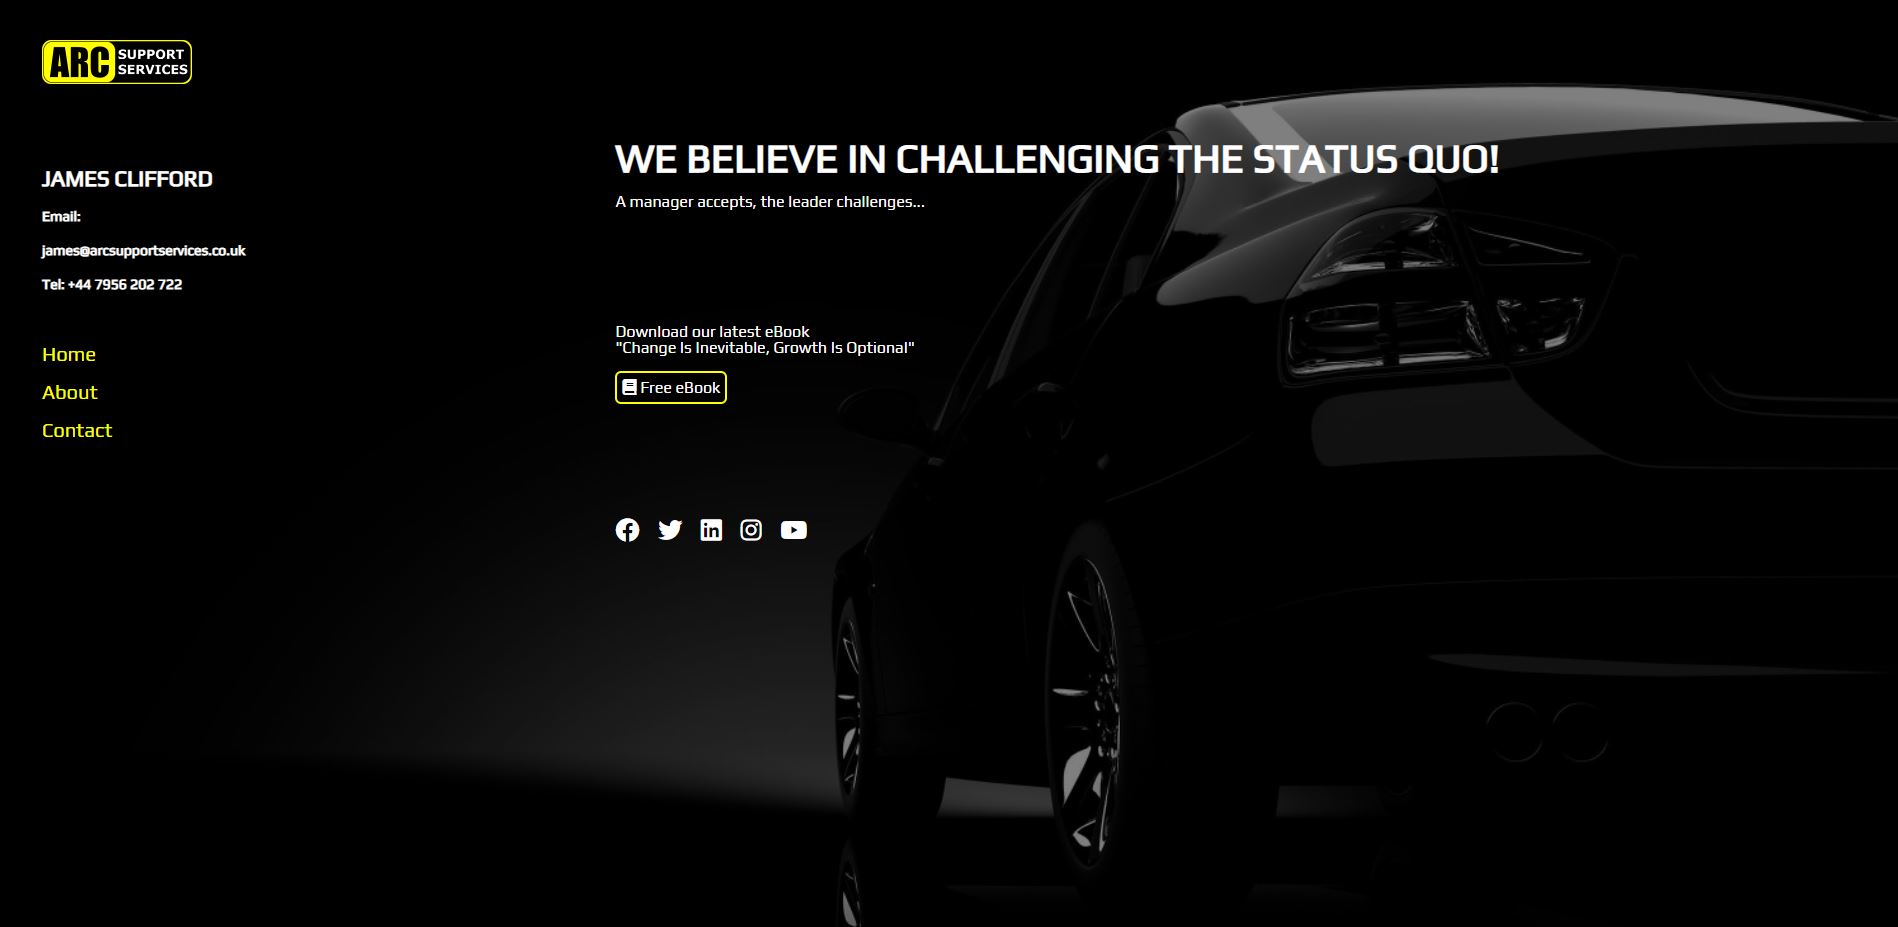 ARC SUPPORT
SERVICES
JAMES CLIFFORD
Email:
james@arcsupportservices.co.uk
Tel: +44 7956 202 722
Home
About
Contact
WE BELIEVE IN CHALLENGING THE STATUS QUO!
A manager accepts, the leader challenges...
Download our latest eBook
"Change Is Inevitable, Growth Is Optional"
Free eBook